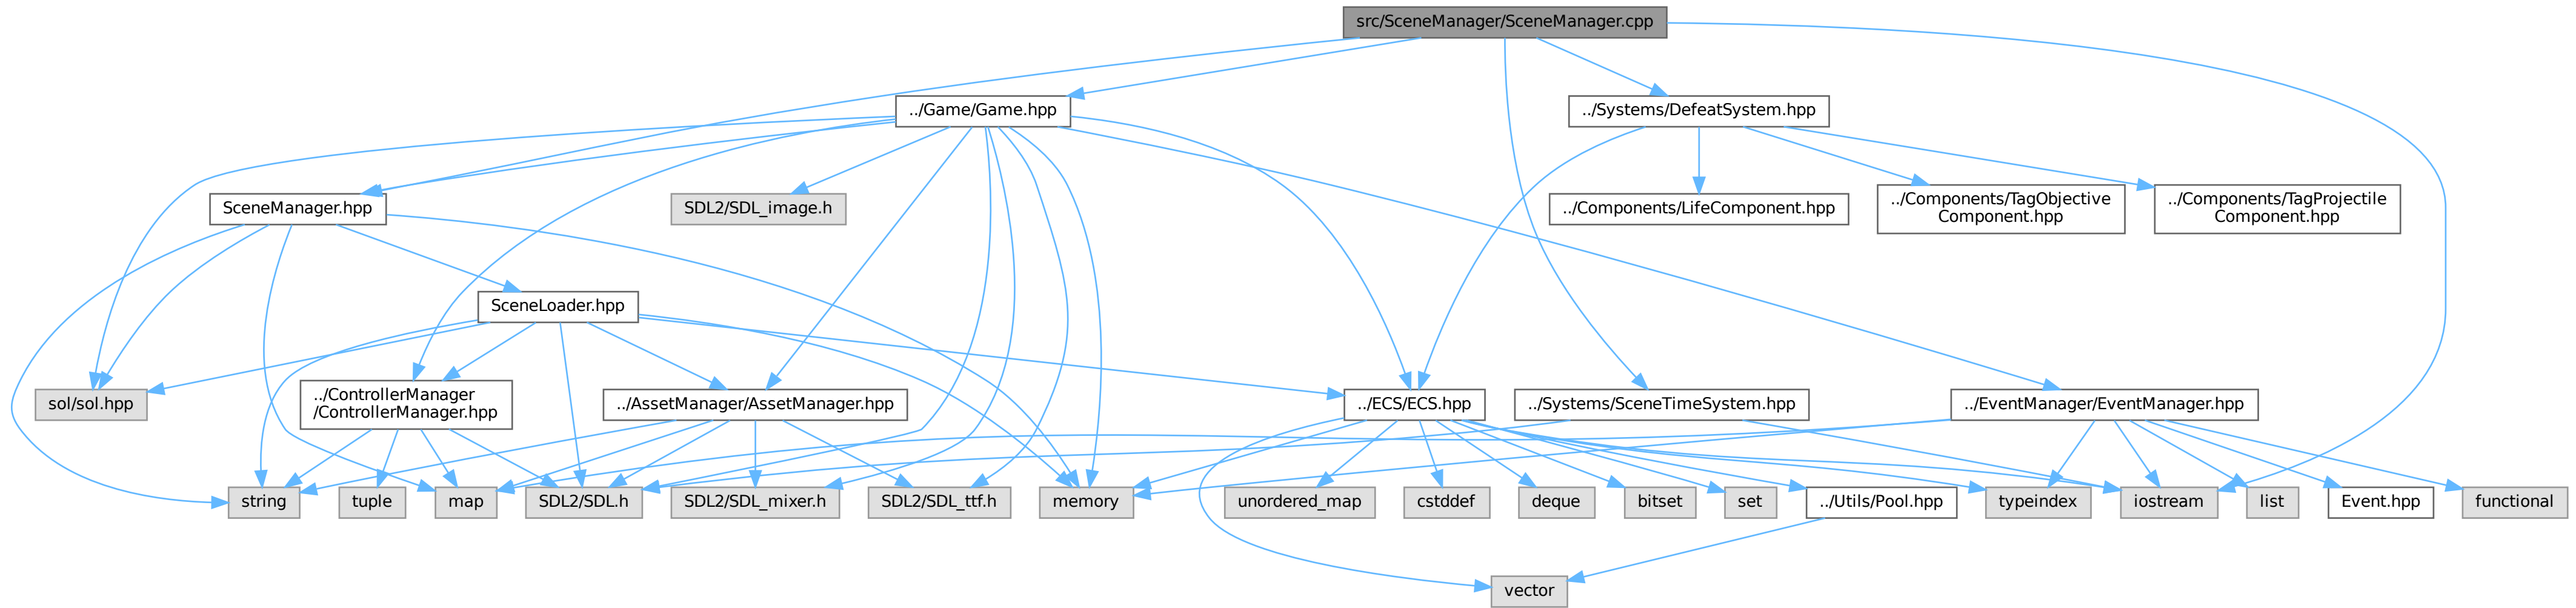 src/SceneManager/SceneManager.cpp
../Game/Game.hpp
../Systems/DefeatSystem.hpp
SceneManager.hpp
SDL2/SDL_image.h
../Components/LifeComponent.hpp
../Components/TagObjective
Component.hpp
../Components/TagProjectile
Component.hpp
SceneLoader.hpp
sol/sol.hpp
../ControllerManager
/ControllerManager.hpp
../AssetManager/AssetManager.hpp
../ECS/ECS.hpp
../Systems/SceneTimeSystem.hpp
../EventManager/EventManager.hpp
string
tuple
map
SDL2/SDL.h
SDL2/SDL_mixer.h
SDL2/SDL_ttf.h
memory
unordered_map
cstddef
deque
bitset
set
../Utils/Pool.hpp
typeindex
iostream
list
Event.hpp
functional
vector